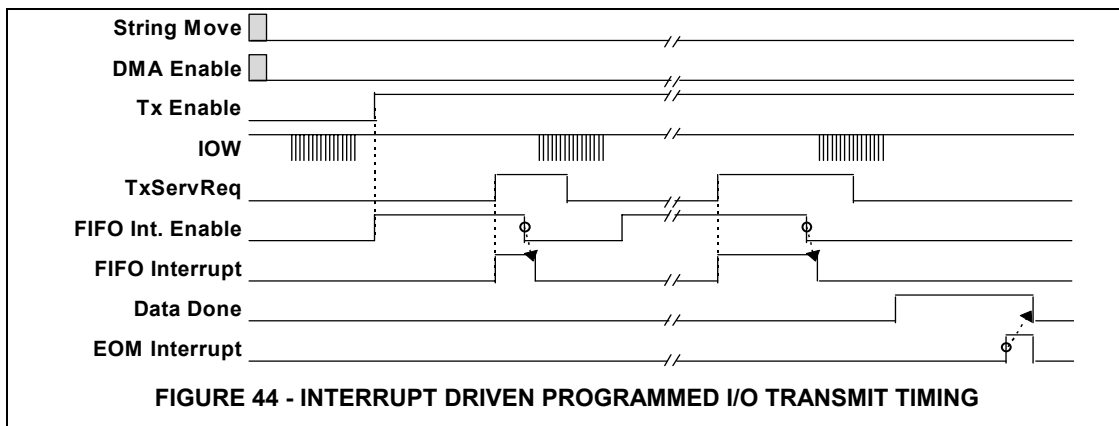 String Move
DMA Enable
Tx Enable
IOW
TxServReq
FIFO Int. Enable
FIFO Interrupt
Data Done
EOM Interrupt
FIGURE 44 - INTERRUPT DRIVEN PROGRAMMED I/O TRANSMIT TIMING